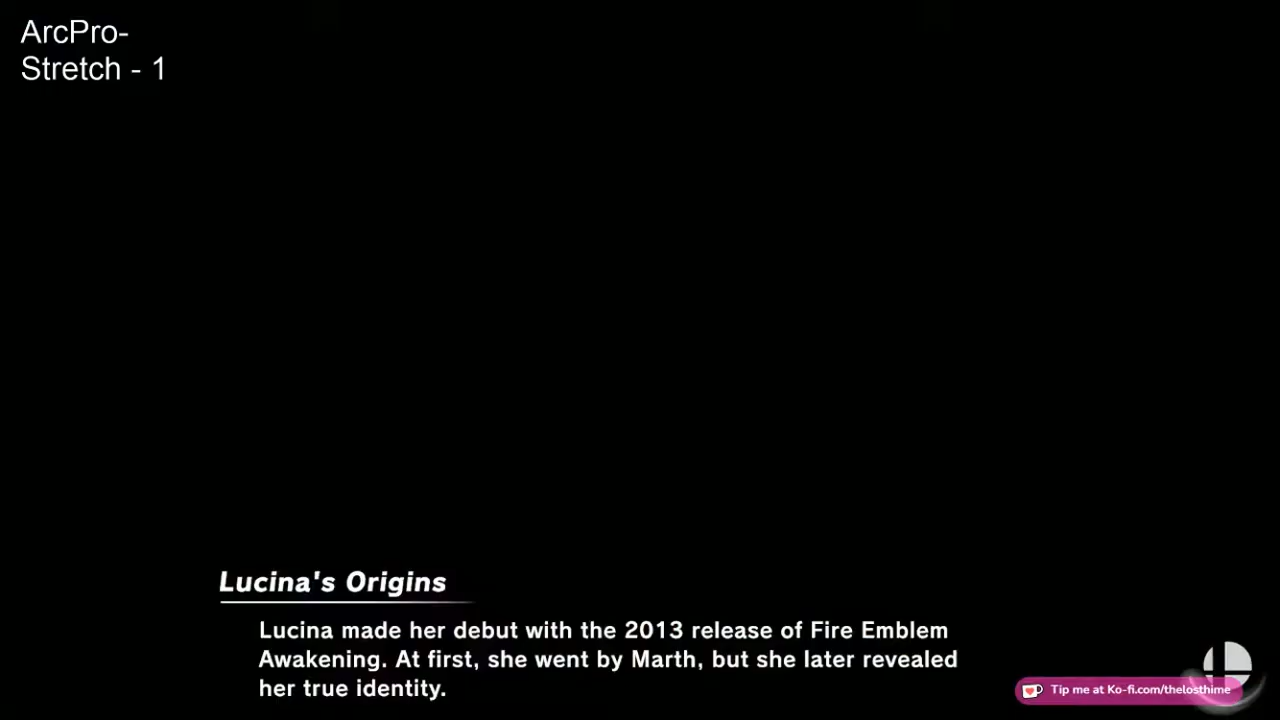 ArcPro-
Stretch - 1
Lucina's Origins
Lucina made her debut with the 2013 release of Fire Emblem
Awakening. At first, she went by Marth, but she later revealed
her true identity.
Tip me at Ko-fi.com/thelosthime